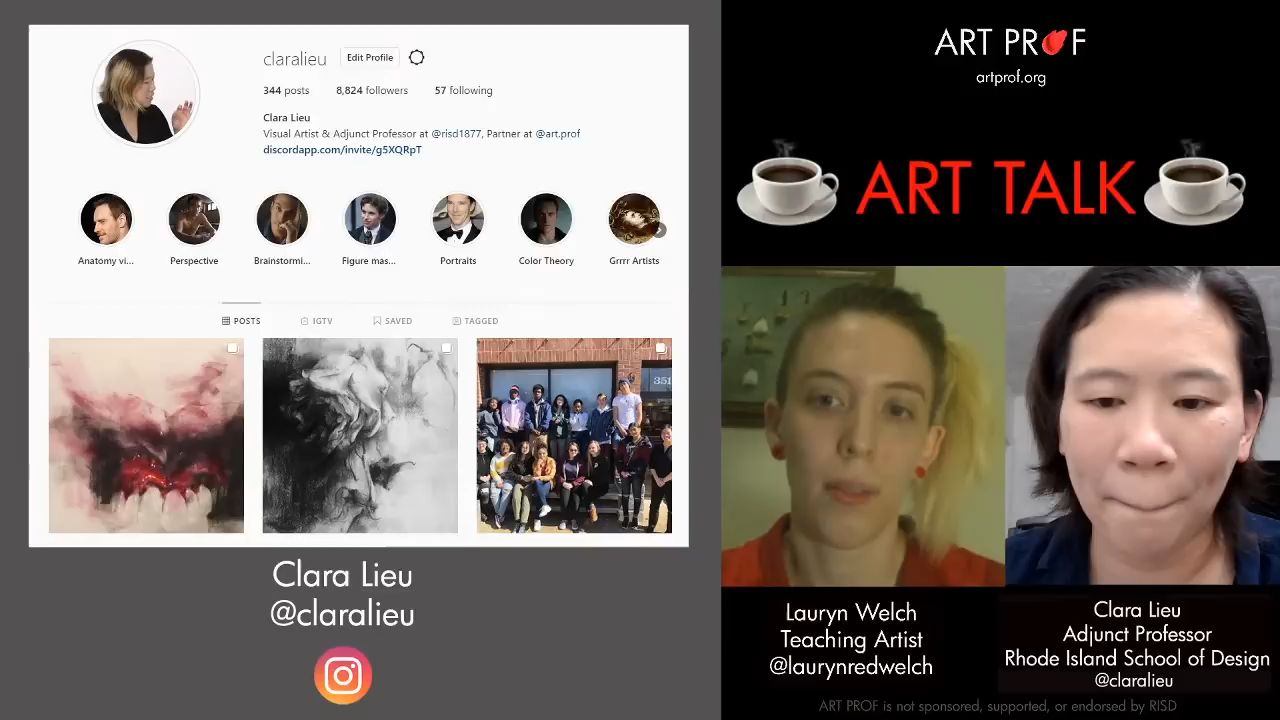 claralieu Edit Profile
344 posts 8,824 followers 57 following
Clara Lieu
Visual Artist & Adjunct Professor at @risd1877, Partner at @art.prof
discordapp.com/invite/g5XQRpT
Anatomy vi... Perspective Brainstormi... Figure mas... Portraits Color Theory Grrrr Artists
POSTS IGTV SAVED TAGGED
351
Clara Lieu
@claralieu
ART PROF
artprof.org
ART TALK
Lauryn Welch
Teaching Artist
@laurynredwelch
Clara Lieu
Adjunct Professor
Rhode Island School of Design
@claralieu
ART PROF is not sponsored, supported, or endorsed by RISD